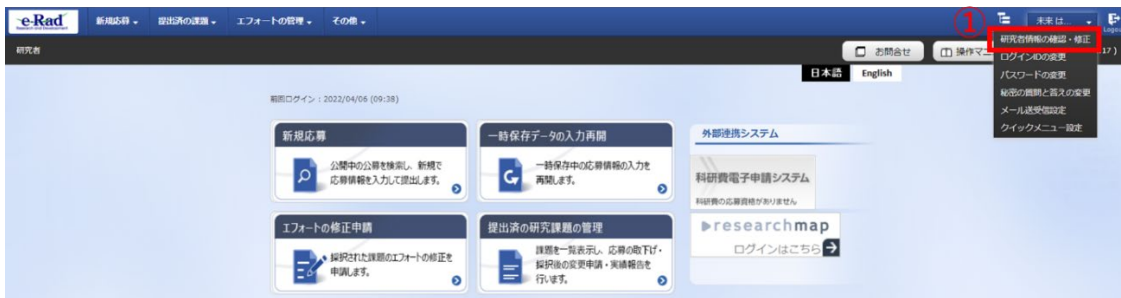 e-Rad
新規応募
提出済の課題
エフォートの管理
その他
①
未来 は...
Logout
研究者
お問合せ
操作マニ
17 )
研究者情報の確認・修正
ログインIDの変更
パスワードの変更
秘密の質問と答えの変更
メール送受信設定
クイックメニュー設定
日本語
English
前回ログイン : 2022/04/06 (09:38)
新規応募
公開中の公募を検索し、新規で
応募情報を入力して提出します。
一時保存データの入力再開
一時保存中の応募情報の入力を
再開します。
外部連携システム
科研費電子申請システム
科研費の応募資格がありません
エフォートの修正申請
採択された課題のエフォートの修正を
申請します。
提出済の研究課題の管理
課題を一覧表示し、応募の取下げ・
採択後の変更申請・実績報告を
行います。
researchmap
ログインはこちら